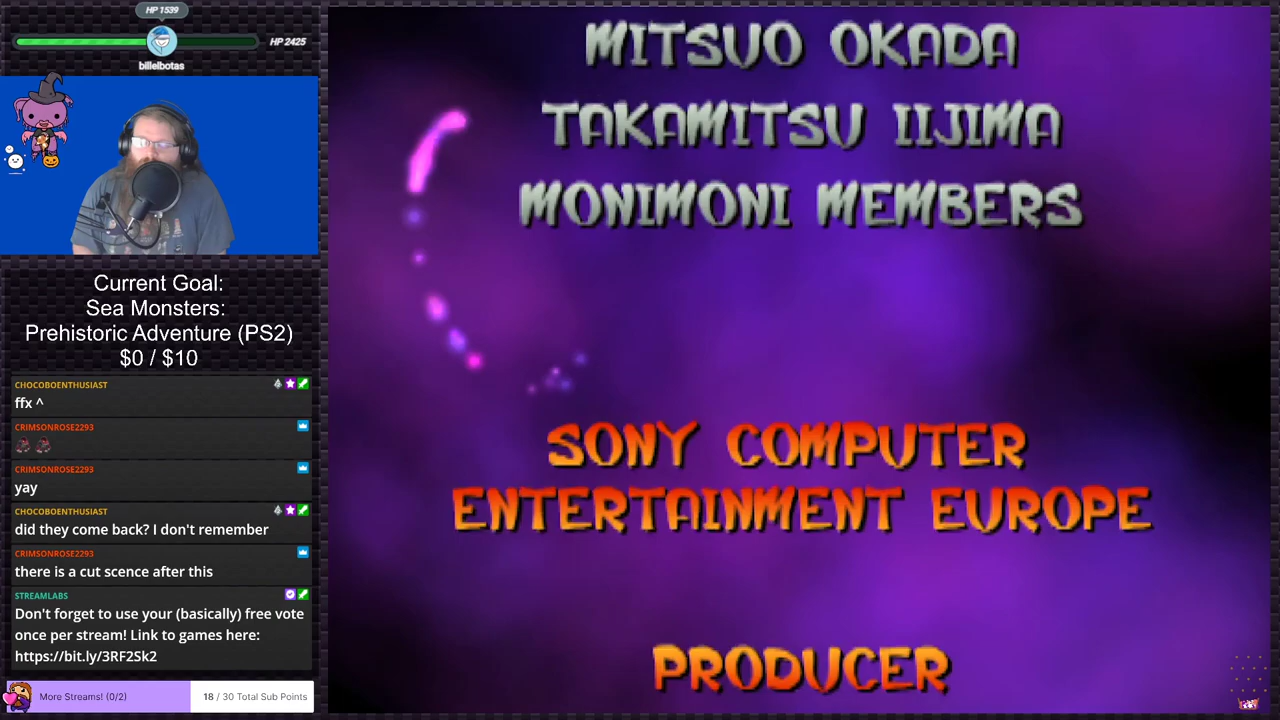 HP 1539
HP 2425
billelbotas
MITSUO OKADA
TAKAMITSU IIJIMA
MONIMONI MEMBERS
SONY COMPUTER
ENTERTAINMENT EUROPE
PRODUCER
Current Goal:
Sea Monsters:
Prehistoric Adventure (PS2)
$0 / $10
CHOCOBOENTHUSIAST
ffx ^
CRIMSONROSE2293
CRIMSONROSE2293
yay
CHOCOBOENTHUSIAST
did they come back? I don't remember
CRIMSONROSE2293
there is a cut scence after this
STREAMLABS
Don't forget to use your (basically) free vote
once per stream! Link to games here:
https://bit.ly/3RF2Sk2
More Streams! (0/2)
18 / 30 Total Sub Points